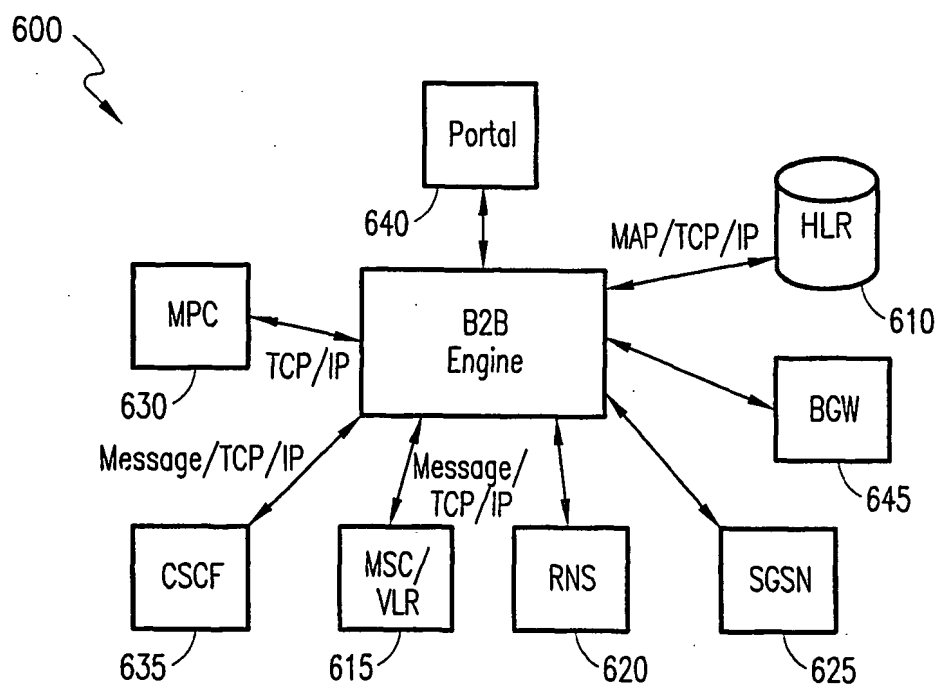 600
Portal
640
MAP/TCP/IP
HLR
610
MPC
630
TCP/IP
B2B
Engine
BGW
645
Message/TCP/IP
Message/
TCP/IP
CSCF
635
MSC/
VLR
615
RNS
620
SGSN
625